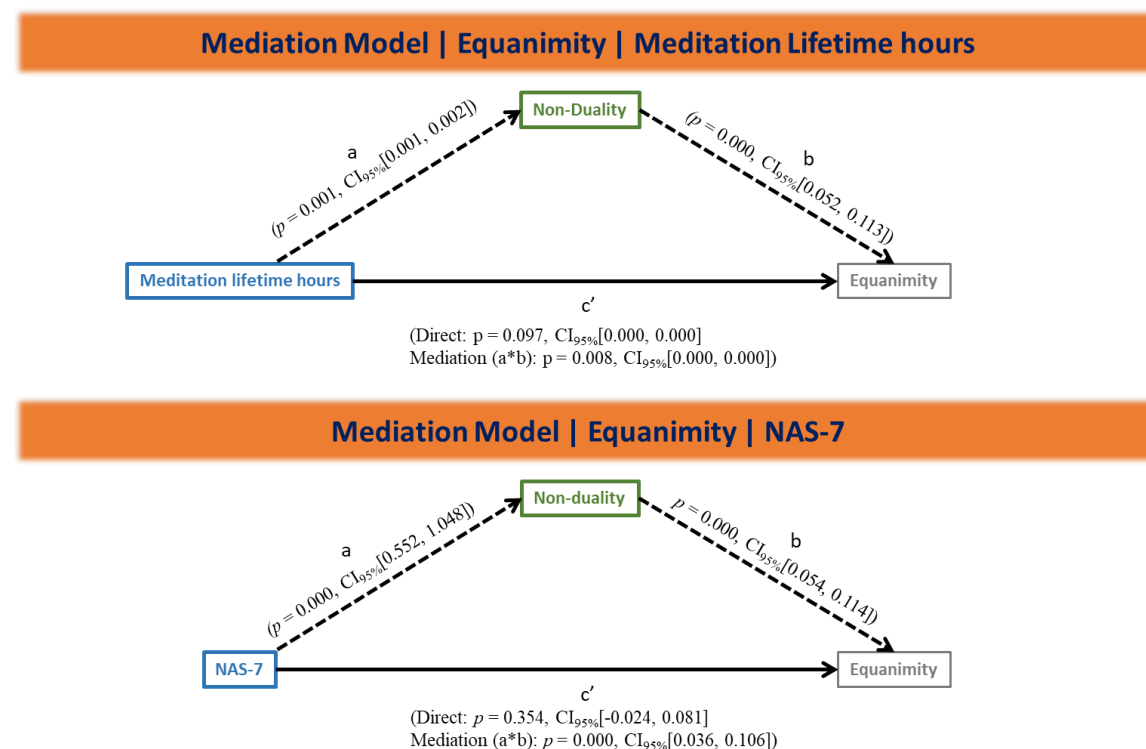 Mediation Model | Equanimity | Meditation Lifetime hours
Non-Duality
a
(p = 0.001, CI95%[0.001, 0.002])
(p = 0.000, CI95%[0.052, 0.113])
b
Meditation lifetime hours
Equanimity
c’
(Direct: p = 0.097, CI95%[0.000, 0.000]
Mediation (a*b): p = 0.008, CI95%[0.000, 0.000])
Mediation Model | Equanimity | NAS-7
Non-duality
a
(p = 0.000, CI95%[0.552, 1.048])
p = 0.000, CI95%[0.054, 0.114])
b
NAS-7
Equanimity
c’
(Direct: p = 0.354, CI95%[-0.024, 0.081]
Mediation (a*b): p = 0.000, CI95%[0.036, 0.106])